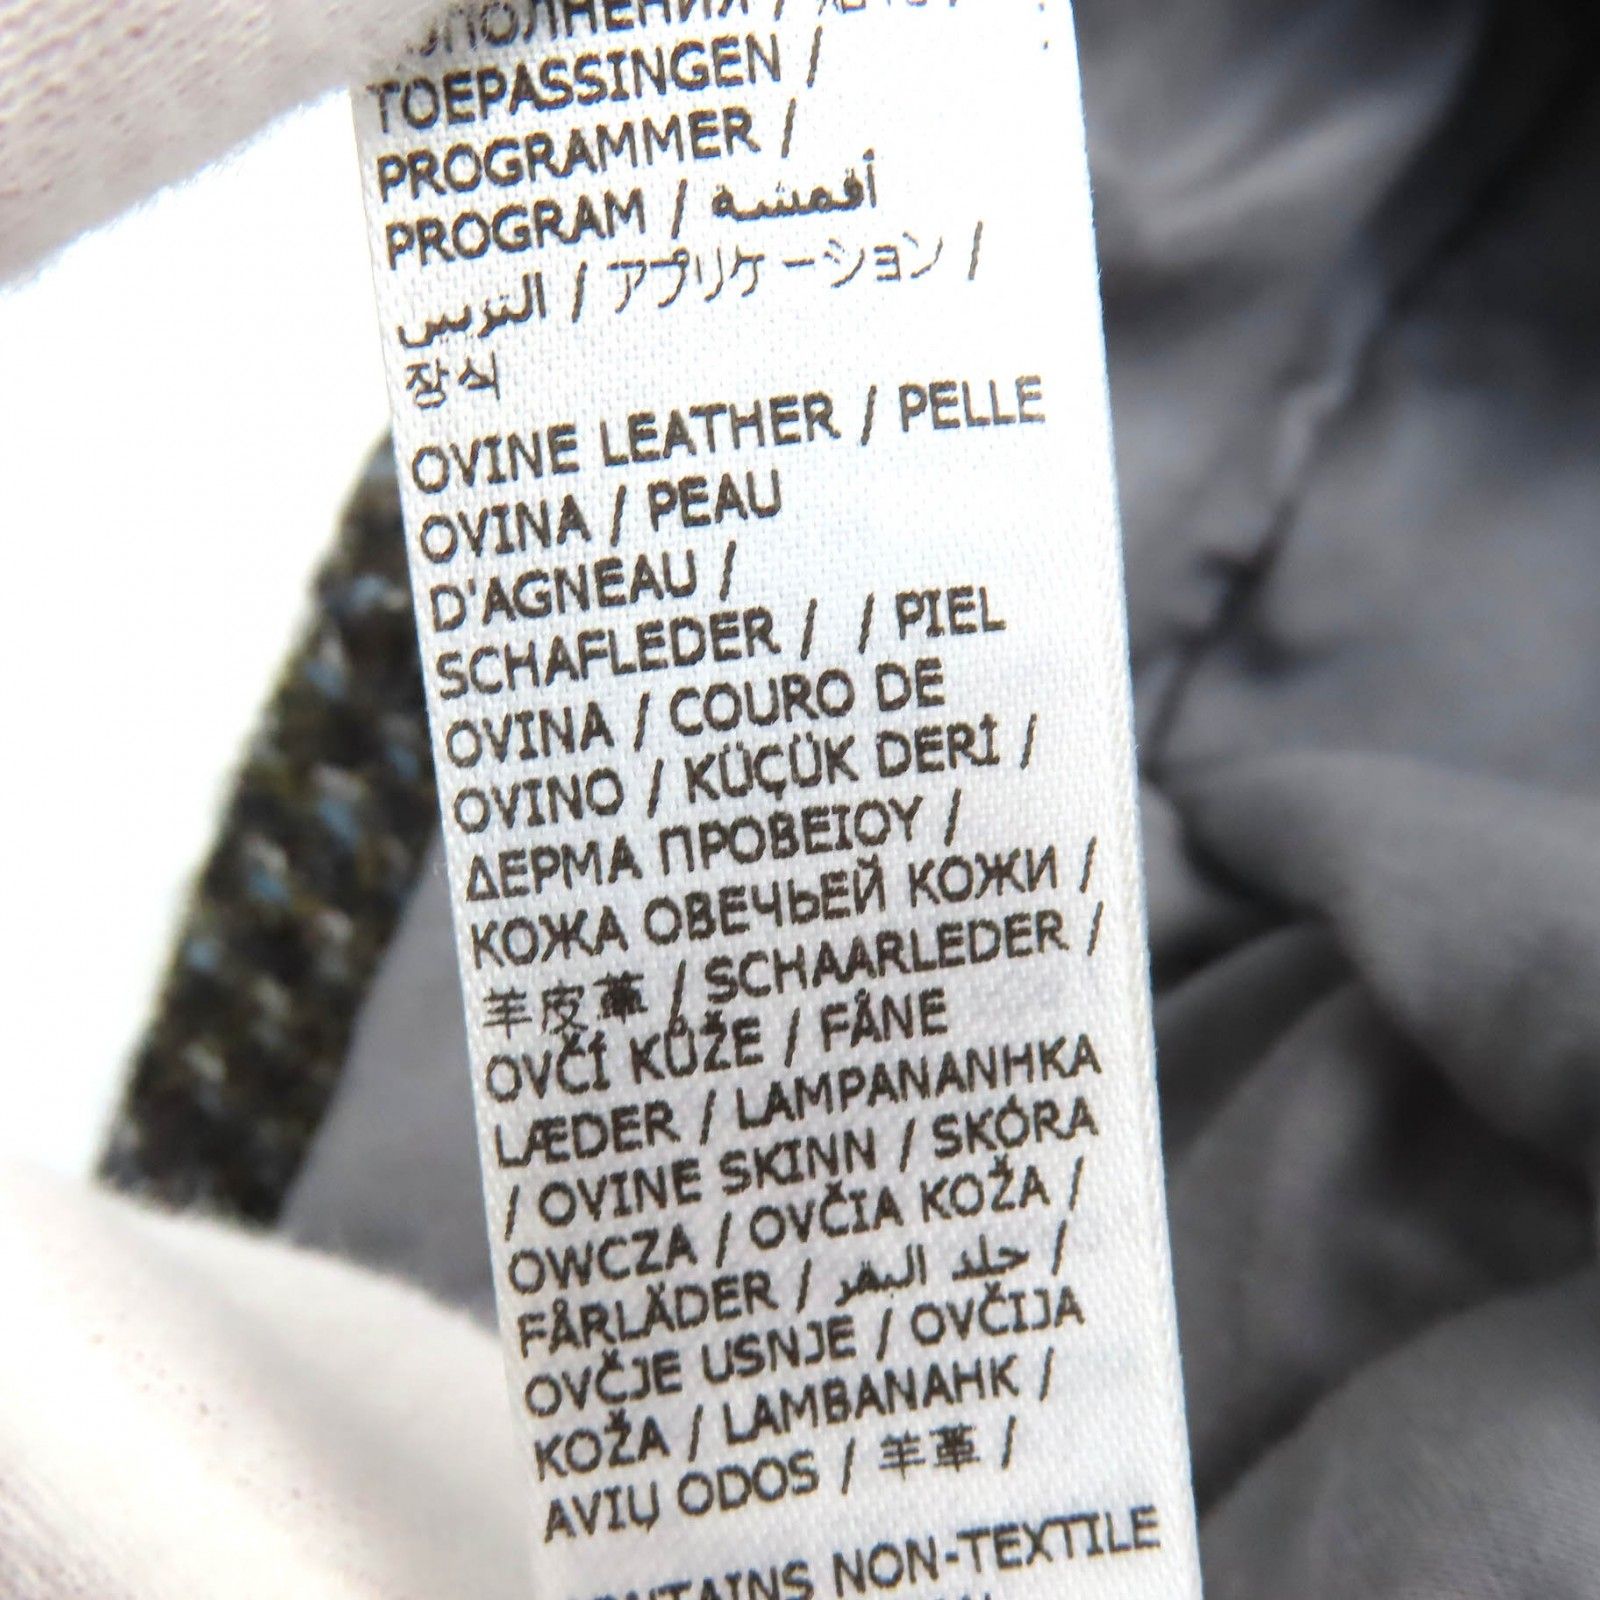 TOEPASSINGEN /
PROGRAMMER /
PROGRAM / أقمشة
التزيين / アプリケーション /
장식
OVINE LEATHER / PELLE
OVINA / PEAU
D'AGNEAU /
SCHAFLEDER / / PIEL
OVINA / COURO DE
OVINO / KÜÇÜK DERİ /
ΔΕΡΜΑ ΠΡΟΒΕΙΟΥ /
КОЖА ОВЕЧЬЕЙ КОЖИ /
羊皮革 / SCHAARLEDER /
OVČÍ KŮŽE / FÅNE
LÆDER / LAMPANANHKA
/ OVINE SKINN / SKÓRA
OWCZA / OVČIA KOŽA /
FÅRLÄDER / جلد البقر /
OVČJE USNJE / OVČIJA
KOŽA / LAMBANAHK /
AVIŲ ODOS / 羊革 /
CONTAINS NON-TEXTILE